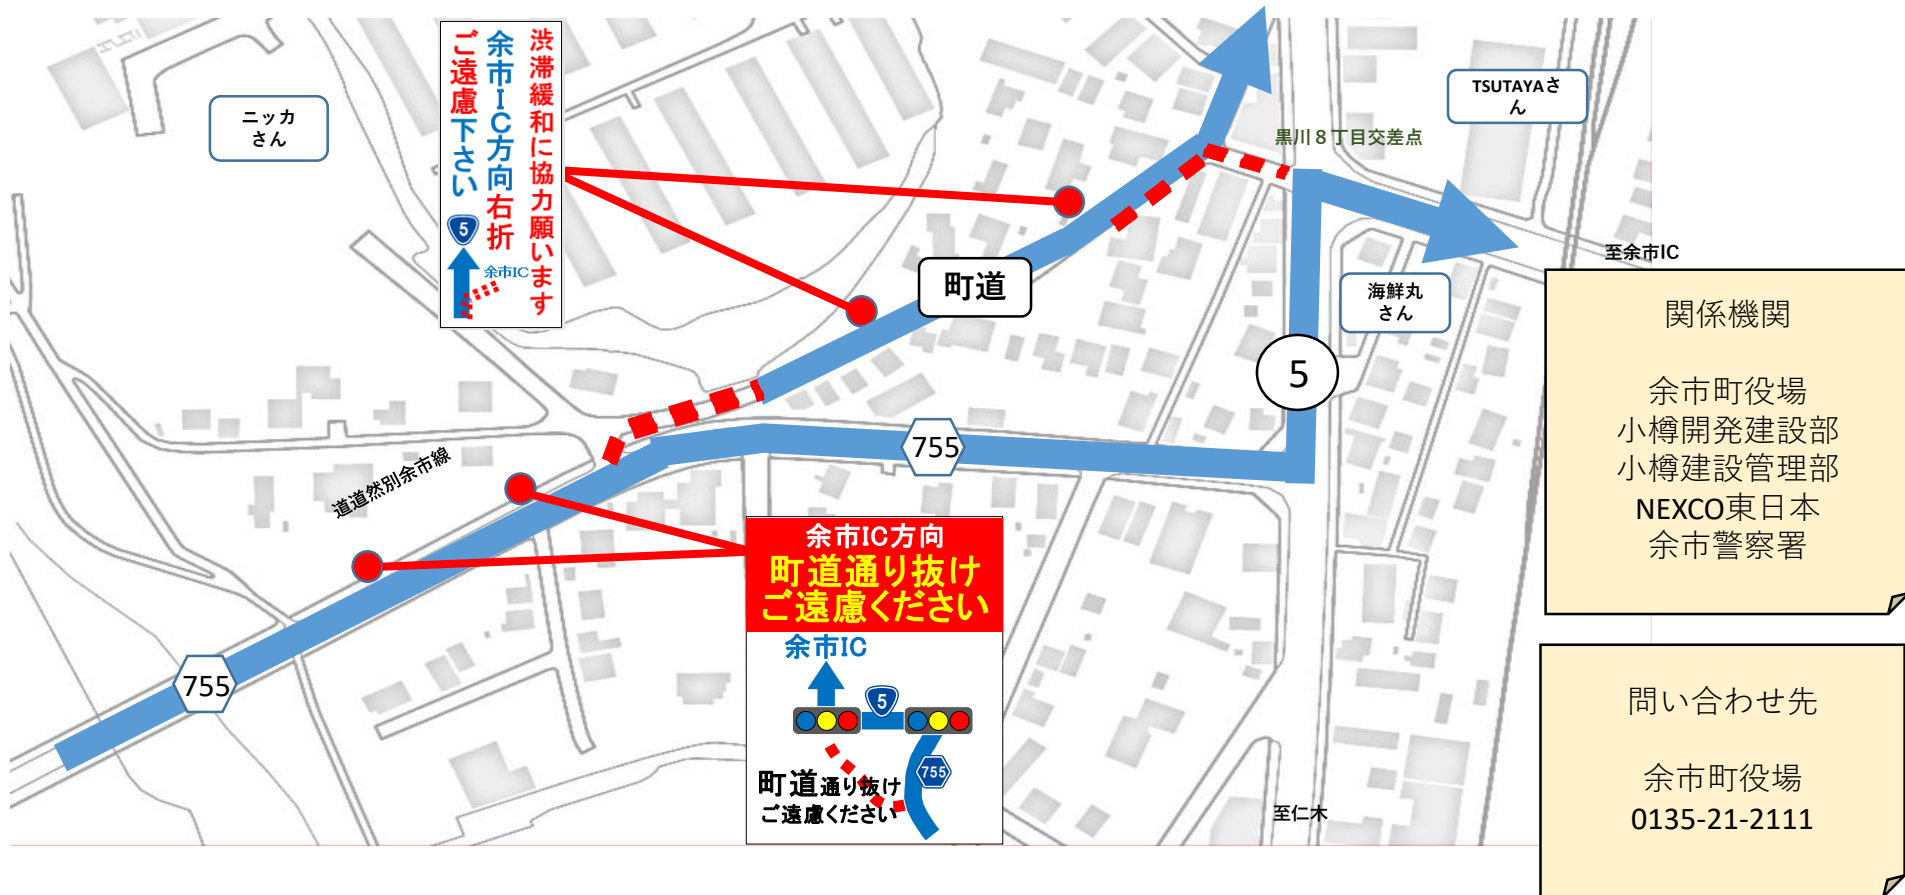 ニッカ
さん
渋滞緩和に協力願います
余市IC方向右折
ご遠慮下さい
5
余市IC
TSUTAYAさ
ん
黒川8丁目交差点
至余市IC
町道
海鮮丸
さん
5
755
道道然別余市線
755
余市IC方向
町道通り抜け
ご遠慮ください
余市IC
5
755
町道通り抜け
ご遠慮ください
至仁木
関係機関
余市町役場
小樽開発建設部
小樽建設管理部
NEXCO東日本
余市警察署
問い合わせ先
余市町役場
0135-21-2111